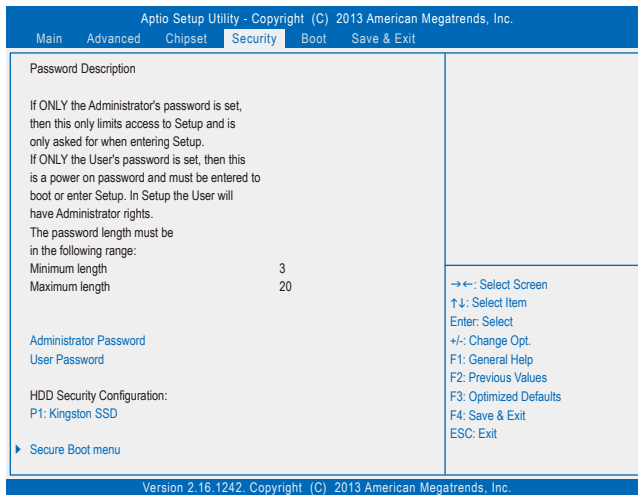 Aptio Setup Utility - Copyright (C) 2013 American Megatrends, Inc.
Main Advanced Chipset Security Boot Save & Exit
Password Description
If ONLY the Administrator's password is set,
then this only limits access to Setup and is
only asked for when entering Setup.
If ONLY the User's password is set, then this
is a power on password and must be entered to
boot or enter Setup. In Setup the User will
have Administrator rights.
The password length must be
in the following range:
Minimum length 3
Maximum length 20
Administrator Password
User Password
HDD Security Configuration:
P1: Kingston SSD
Secure Boot menu
→←: Select Screen
↑↓: Select Item
Enter: Select
+/-: Change Opt.
F1: General Help
F2: Previous Values
F3: Optimized Defaults
F4: Save & Exit
ESC: Exit
Version 2.16.1242. Copyright (C) 2013 American Megatrends, Inc.